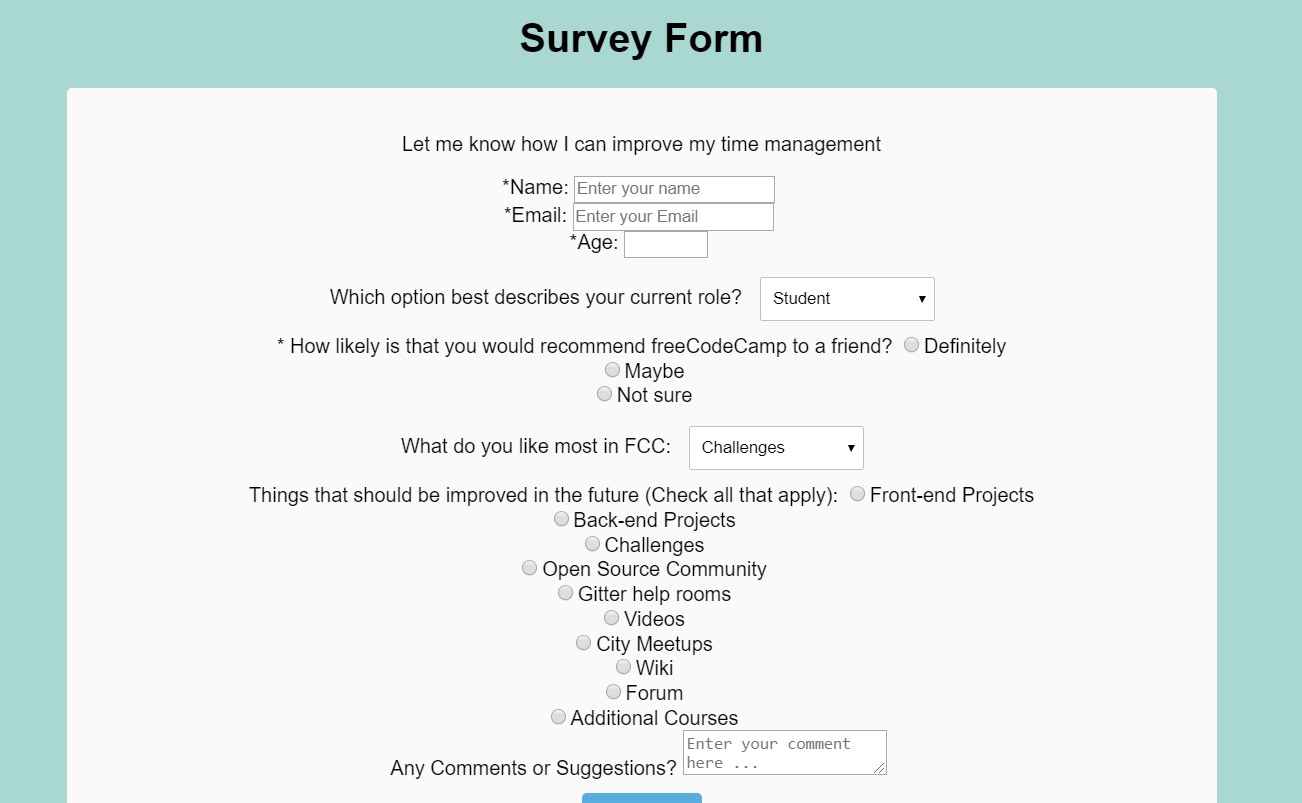 Survey Form
Let me know how I can improve my time management
*Name: Enter your name
*Email: Enter your Email
*Age:
Which option best describes your current role? Student
* How likely is that you would recommend freeCodeCamp to a friend? Definitely
Maybe
Not sure
What do you like most in FCC: Challenges
Things that should be improved in the future (Check all that apply): Front-end Projects
Back-end Projects
Challenges
Open Source Community
Gitter help rooms
Videos
City Meetups
Wiki
Forum
Additional Courses
Any Comments or Suggestions? Enter your comment
here ...